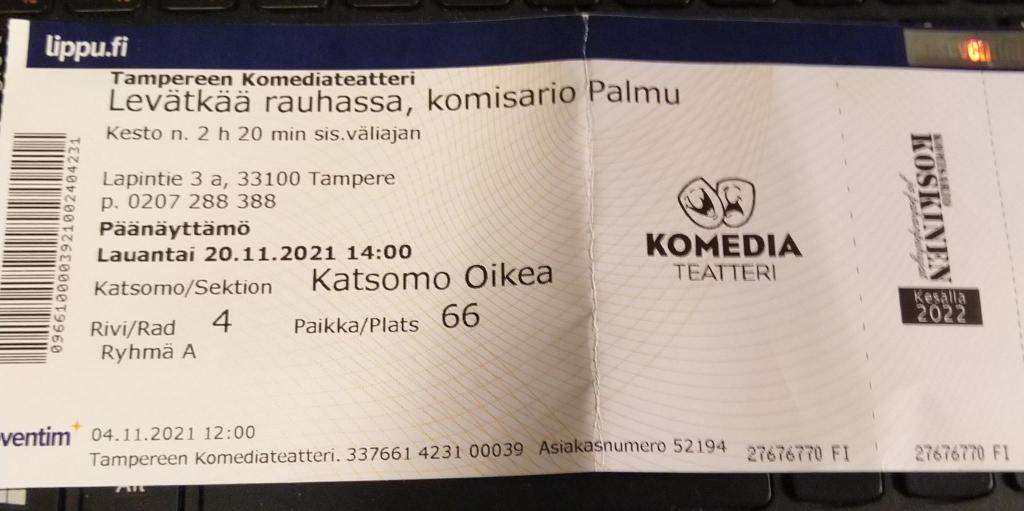 lippu.fi
Tampereen Komediateatteri
Levätkää rauhassa, komisario Palmu
Kesto n. 2 h 20 min sis.väliajan
Lapintie 3 a, 33100 Tampere
p. 0207 288 388
Päänäyttämö
Lauantai 20.11.2021 14:00
Katsomo/Sektion Katsomo Oikea
Rivi/Rad 4 Paikka/Plats 66
Ryhmä A
ventim 04.11.2021 12:00
Tampereen Komediateatteri. 337661 4231 00039 Asiakasnumero 52194
27676770 FI
27676770 FI
09661000003921002404231
KOMEDIA
TEATTERI
KOSKINEN
Kesällä
2022
Alt